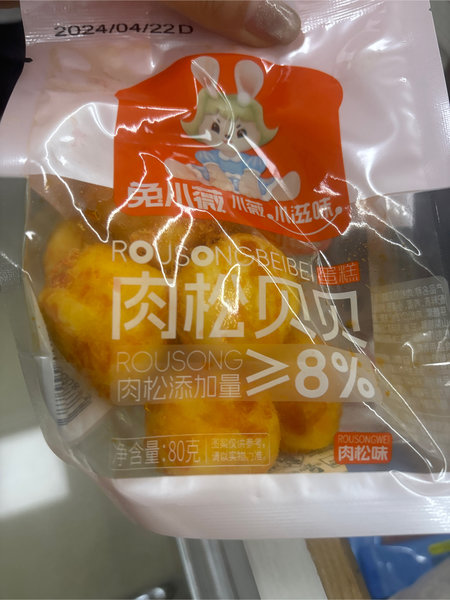 2024/04/22D
兔小薇 小薇.小滋味
ROUSONGBEIBEI
蛋糕
肉松贝贝
ROUSONG
肉松添加量 ≥8%
净含量:80克
图案仅供参考,
请以实物为准.
ROUSONGWEI
肉松味